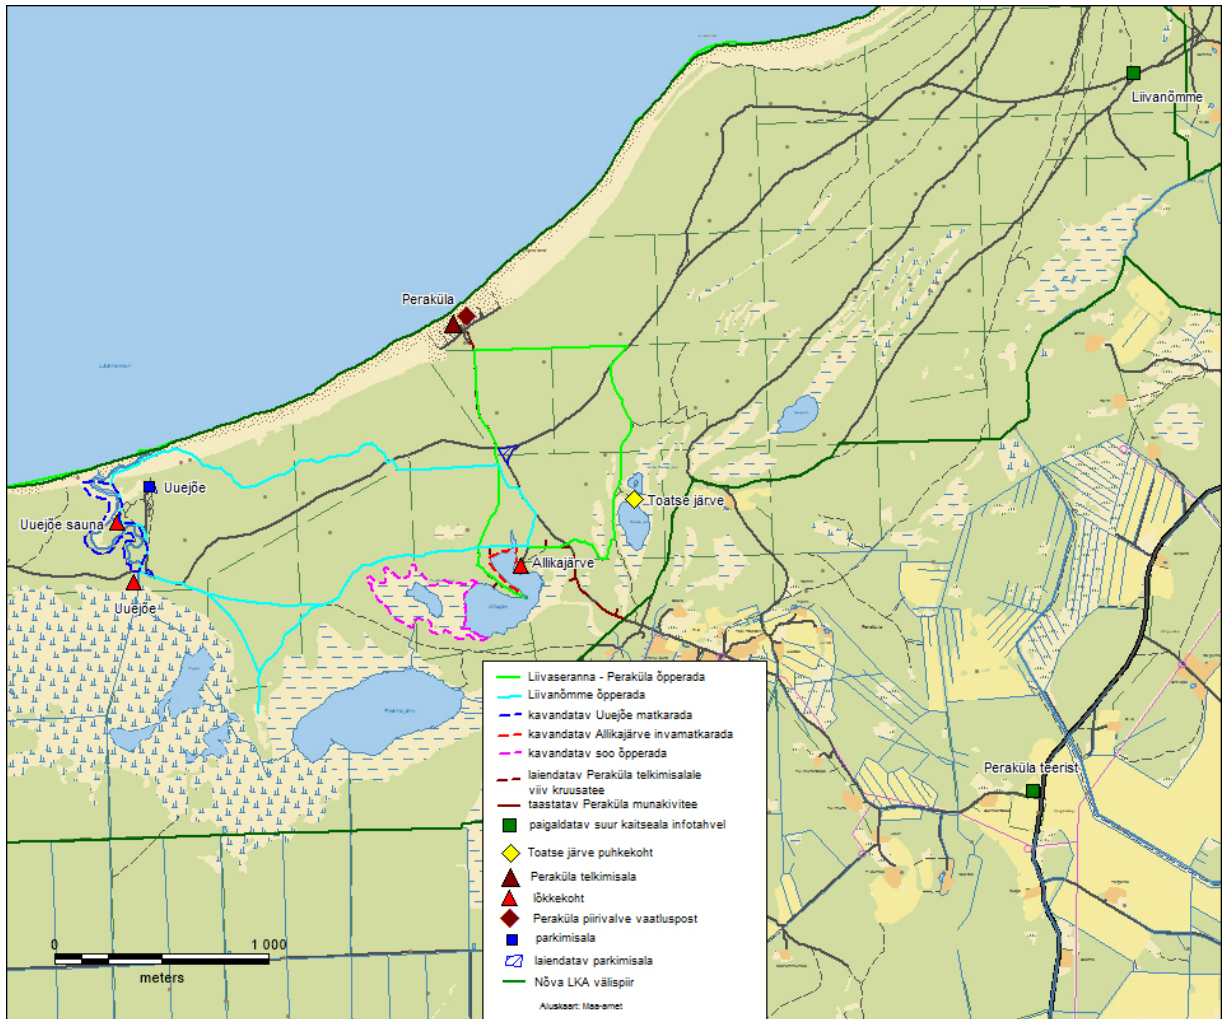 Liivanõmme
Peraküla
Uuejõe
Toatse järve
Uuejõe sauna
Allikajärve
Uuejõe
Peraküla teerist
Liivaseranna - Peraküla õpperada
Liivanõmme õpperada
kavandatav Uuejõe matkarada
kavandatav Allikajärve invamatkarada
kavandatav soo õpperada
laiendatav Peraküla telkimisalale
viiv kruusatee
taastatav Peraküla munakivitee
paigaldatav suur kaitseala infotahvel
Toatse järve puhkekoht
Peraküla telkimisala
lõkkekoht
Peraküla piirivalve vaatluspost
parkimisala
laiendatav parkimisala
Nõva LKA välispiir
Aluskaart: Maa-amet
0 1 000
meters